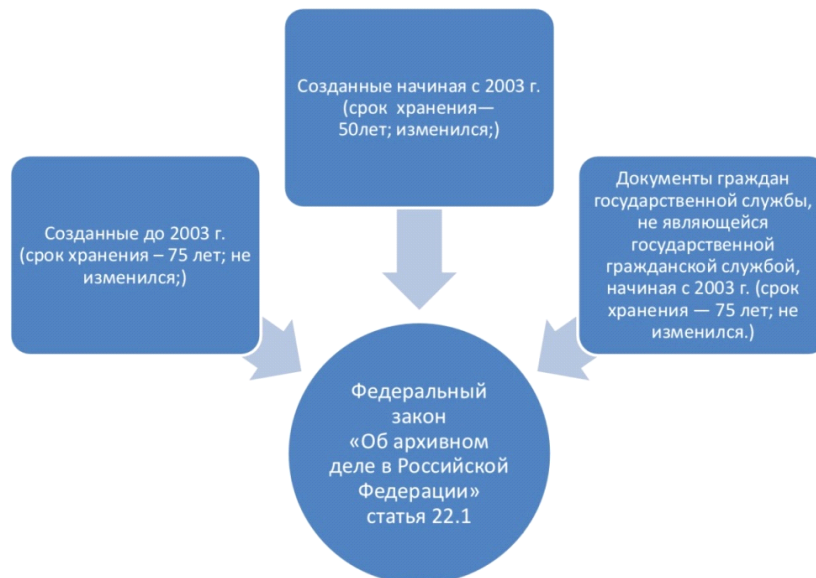 Созданные до 2003 г.
(срок хранения – 75 лет; не
изменился;)
Созданные начиная с 2003 г.
(срок хранения—
50лет; изменился;)
Документы граждан
государственной службы,
не являющейся
государственной
гражданской службой,
начиная с 2003 г. (срок
хранения — 75 лет; не
изменился.)
Федеральный
закон
«Об архивном
деле в Российской
Федерации»
статья 22.1